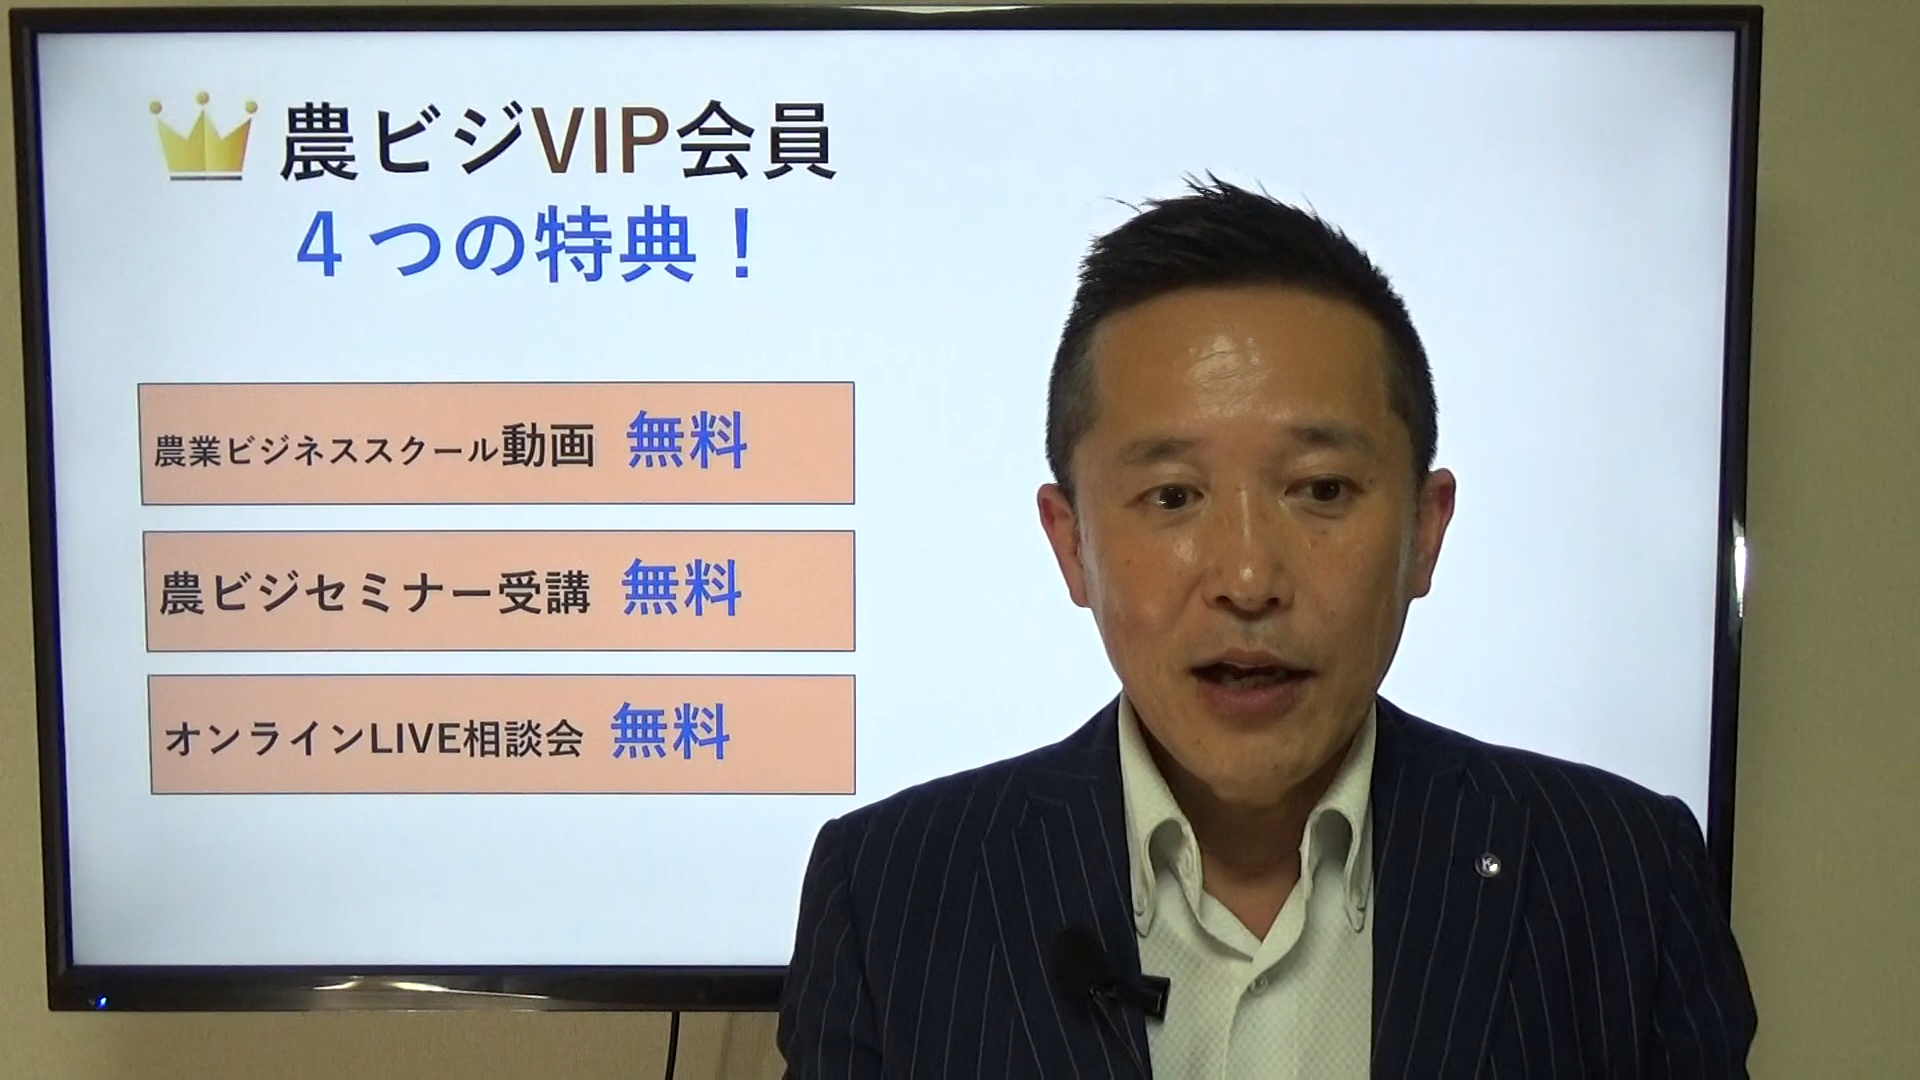 農ビジVIP会員
4つの特典！
農業ビジネススクール動画 無料
農ビジセミナー受講 無料
オンラインLIVE相談会 無料